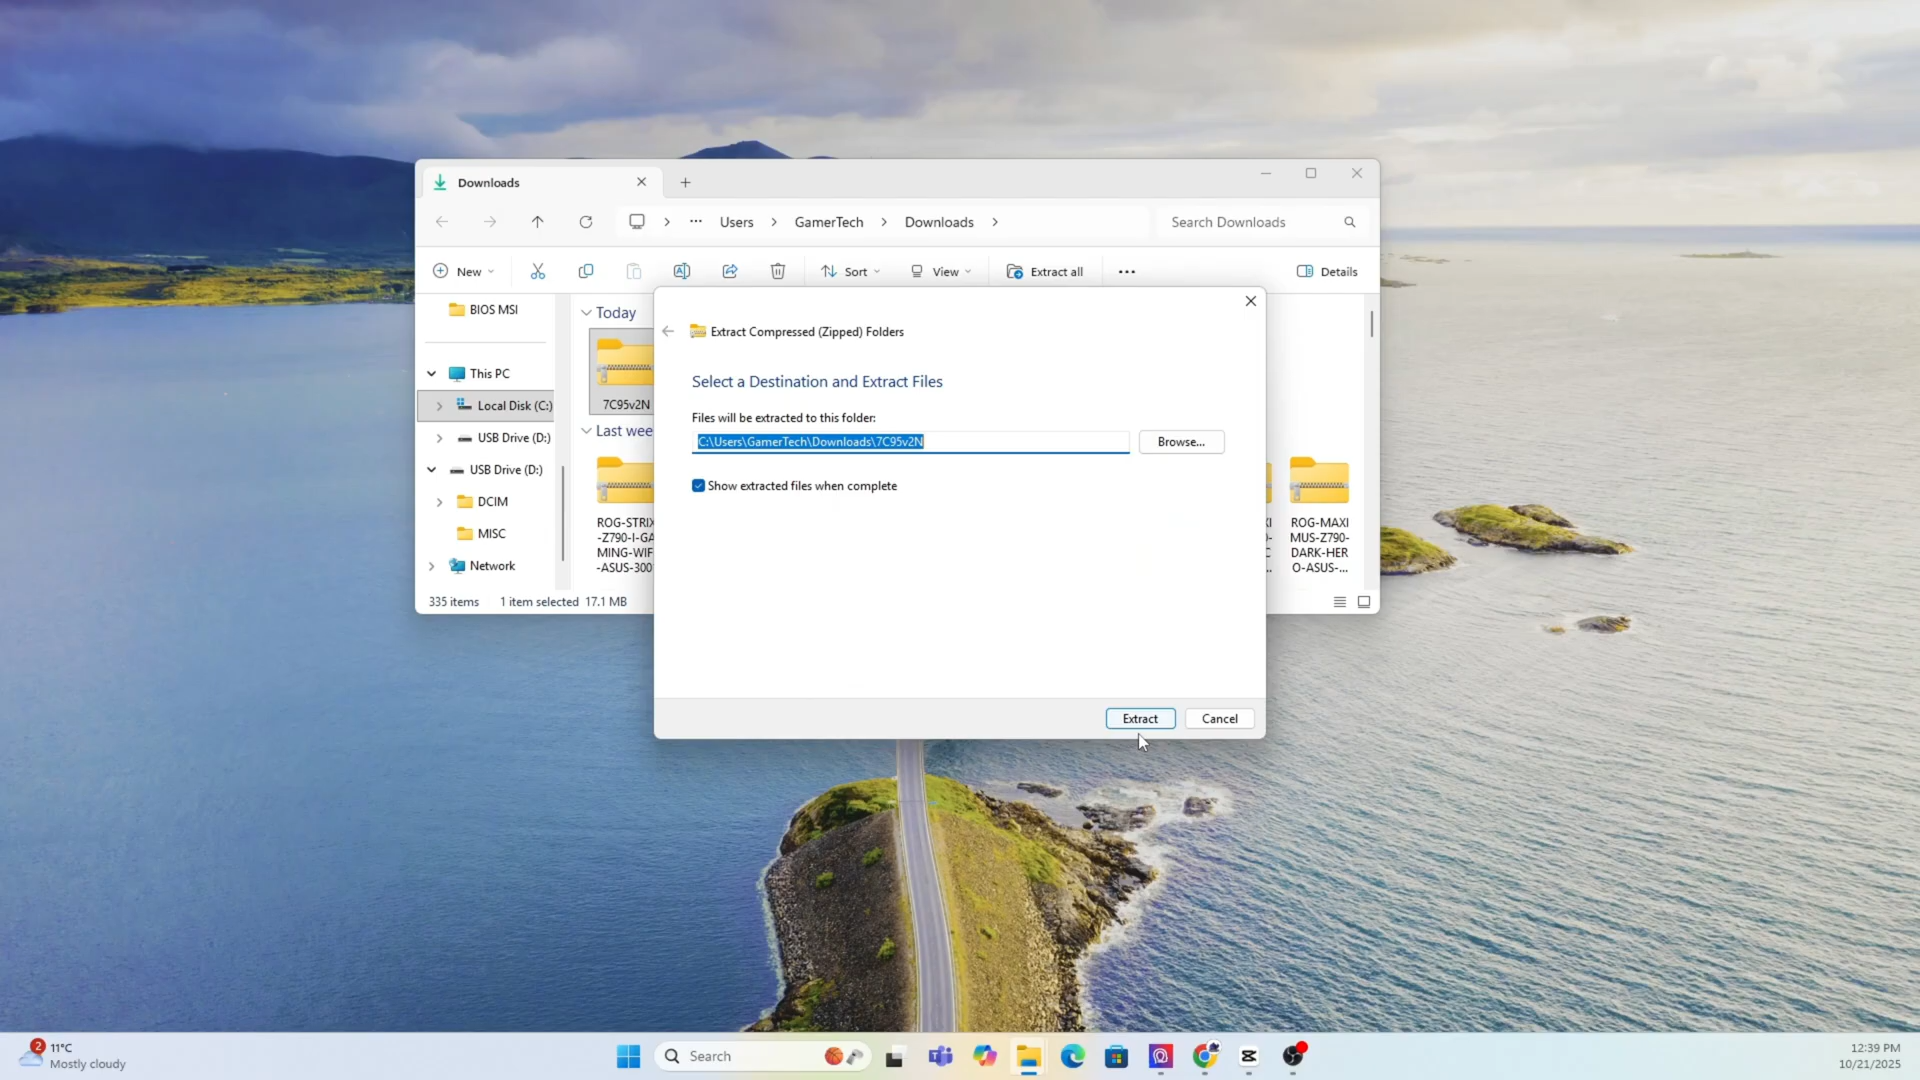 Downloads
Users
GamerTech
Downloads
Search Downloads
New
Sort
View
Extract all
Details
BIOS MSI
This PC
Local Disk (C:)
USB Drive (D:)
USB Drive (D:)
DCIM
MISC
Network
Today
7C95v2N
Last wee
ROG-STRIX
-Z790-I-GA
MING-WIF
-ASUS-300
ROG-MAXI
MUS-Z790-
DARK-HER
O-ASUS-...
335 items
1 item selected
17.1 MB
Extract Compressed (Zipped) Folders
Select a Destination and Extract Files
Files will be extracted to this folder:
C:\Users\GamerTech\Downloads\7C95v2N
Browse...
Show extracted files when complete
Extract
Cancel
2
11°C
Mostly cloudy
Search
12:39 PM
10/21/2025